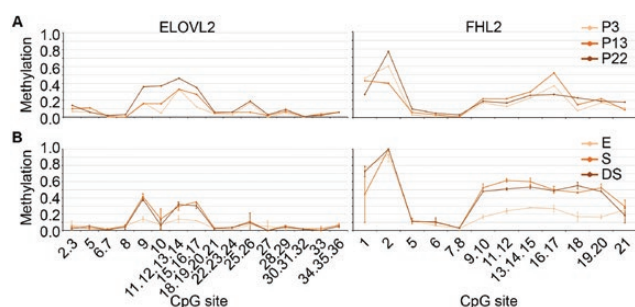 A
ELOVL2
FHL2
Methylation
1.0
0.8
0.6
0.4
0.2
0
P3
P13
P22
B
Methylation
1.0
0.8
0.6
0.4
0.2
0
E
S
DS
2.3
5
6.7
8
9
10
11.12.13.14
15.16.17
18.19.20.21
22.23.24
25.26
27
28.29
30.31.32
33
34.35.36
CpG site
1
2
5
6
7.8
9.10
11.12
13.14.15
16.17
18
19.20
21
CpG site